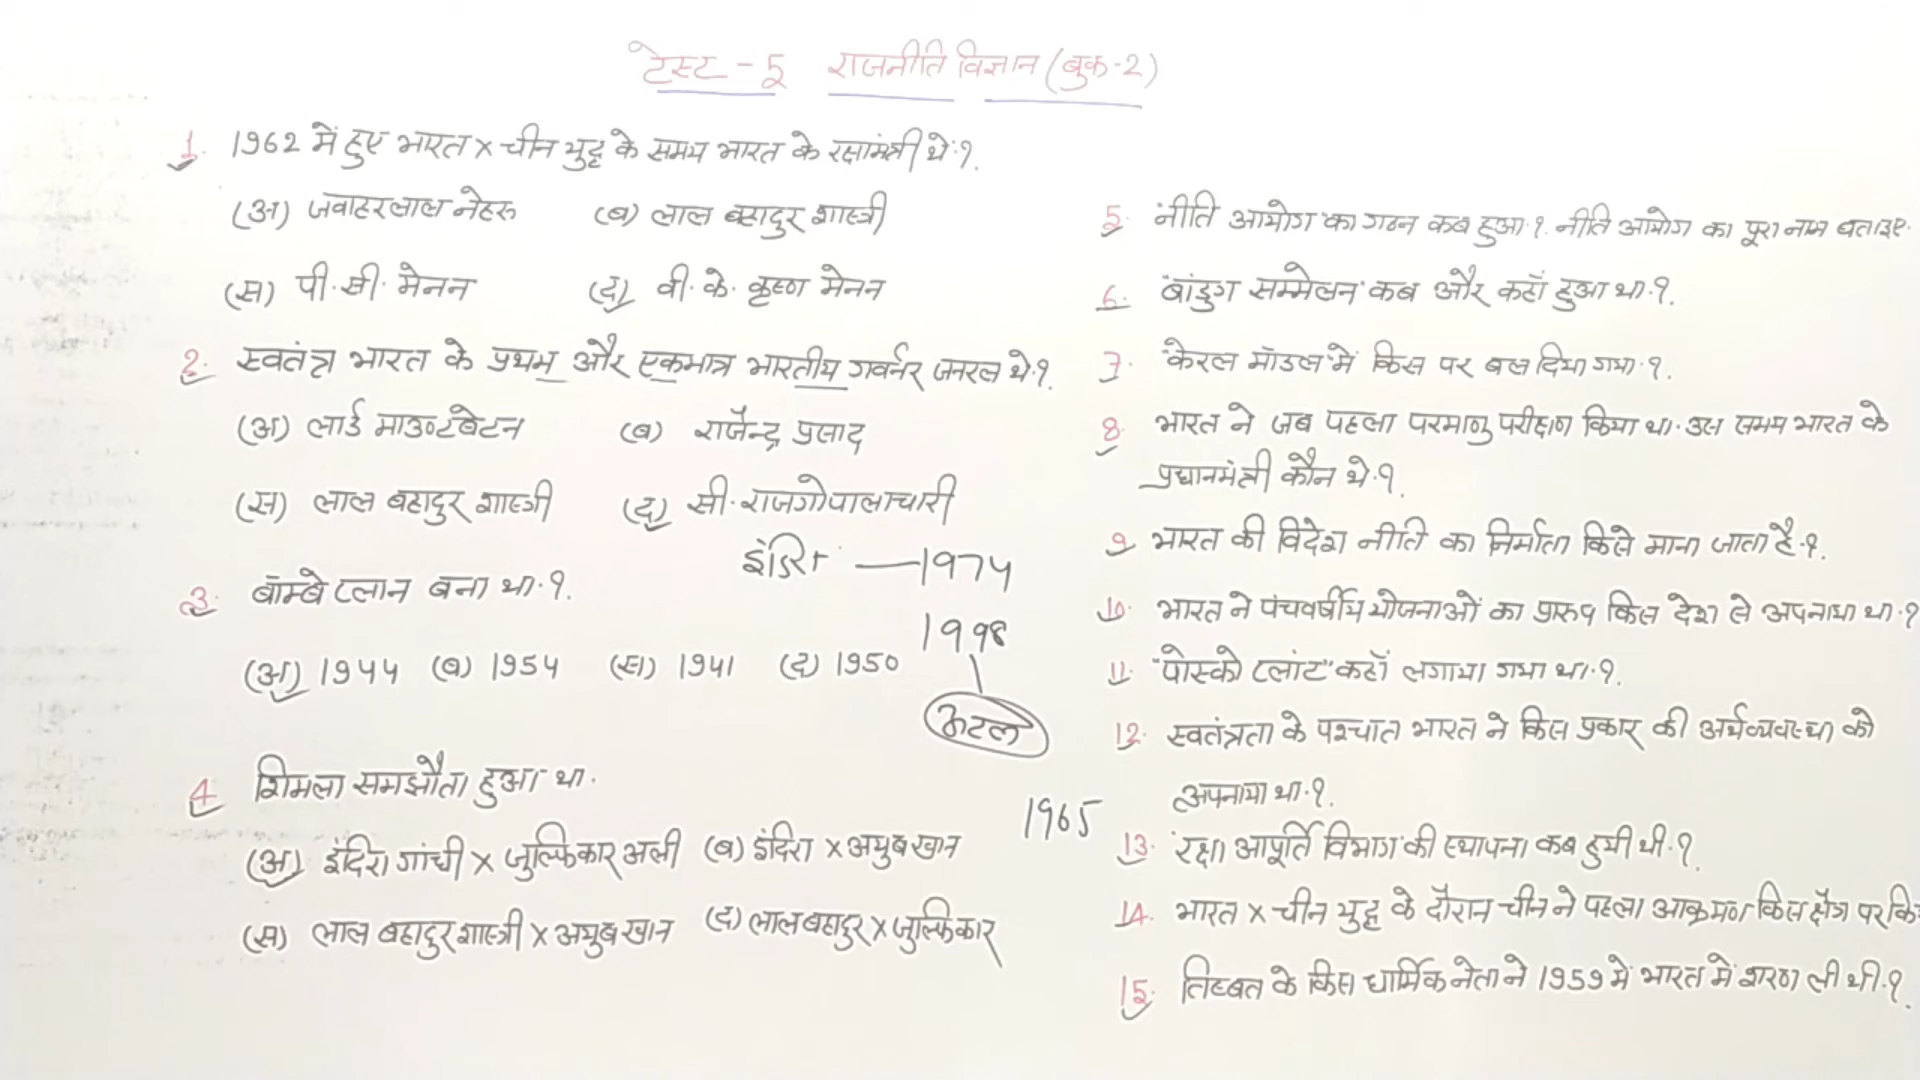 टेस्ट - 5 राजनीति विज्ञान (बुक-2)
1. 1962 में हुए भारत x चीन युद्ध के समय भारत के रक्षामंत्री थे.?.
(अ) जवाहरलाल नेहरू (ब) लाल बहादुर शास्त्री
(स) पी.सी. मेनन (द) वी.के. कृष्ण मेनन
2. स्वतंत्र भारत के प्रथम और एकमात्र भारतीय गवर्नर जनरल थे.?.
(अ) लार्ड माउण्टबेटन (ब) राजेन्द्र प्रसाद
(स) लाल बहादुर शास्त्री (द) सी. राजगोपालाचारी
इंदिरा — 1974
3. बॉम्बे प्लान बना था.?.
1998
(अ) 1944 (ब) 1954 (स) 1941 (द) 1950
अटल
4. शिमला समझौता हुआ था.
1965
(अ) इंदिरा गांधी x जुल्फिकार अली (ब) इंदिरा x अयुब खान
(स) लाल बहादुर शास्त्री x अयुब खान (द) लाल बहादुर x जुल्फिकार
5. नीति आयोग का गठन कब हुआ.?. नीति आयोग का पूरा नाम बताइए.
6. 'बांडुग सम्मेलन' कब और कहाँ हुआ था.?.
7. 'केरल मॉडल' में किस पर बल दिया गया.?.
8. भारत ने जब पहला परमाणु परीक्षण किया था. उस समय भारत के
प्रधानमंत्री कौन थे.?.
9. भारत की विदेश नीति का निर्माता किसे माना जाता है.?.
10. भारत ने पंचवर्षीय योजनाओं का प्रारुप किस देश से अपनाया था.?
11. "पोस्को प्लांट" कहाँ लगाया गया था.?.
12. स्वतंत्रता के पश्चात भारत ने किस प्रकार की अर्थव्यवस्था को
अपनाया था.?.
13. 'रक्षा आपूर्ति विभाग' की स्थापना कब हुयी थी.?.
14. भारत x चीन युद्ध के दौरान चीन ने पहला आक्रमण किस क्षेत्र पर
15. तिब्बत के किस धार्मिक नेता ने 1959 में भारत में शरण ली थी.?.